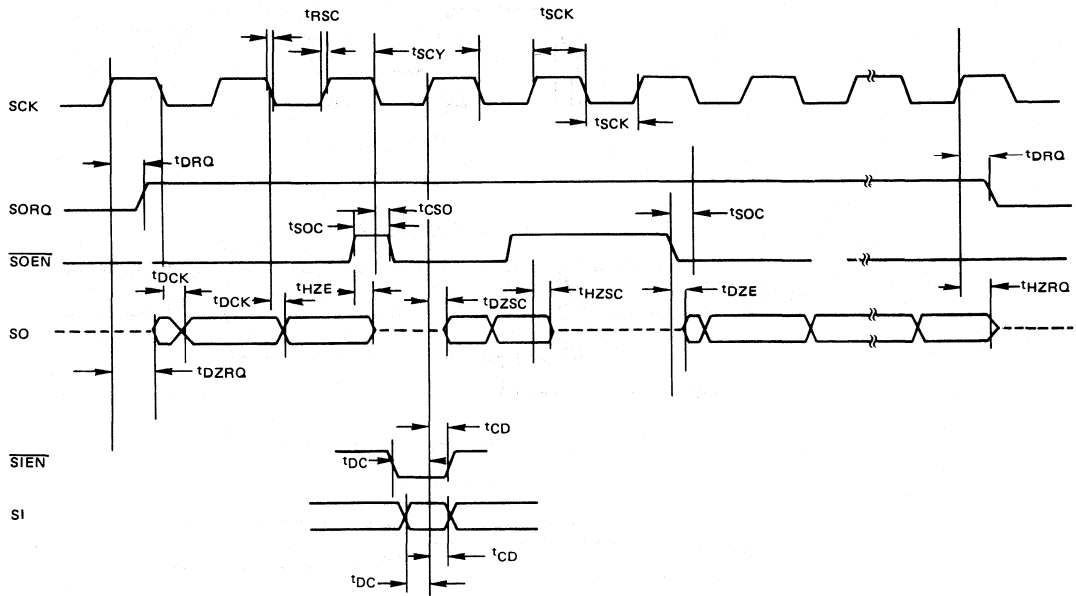 tRSC
tSCK
tSCY
SCK
tSCK
tDRQ
tDRQ
SORQ
tCSO
tSOC
tSOC
SOEN
tDCK
tHZE
tDCK
tDZSC
tHZSC
tDZE
tHZRQ
SO
tDZRQ
tCD
SIEN
tDC
SI
tCD
tDC